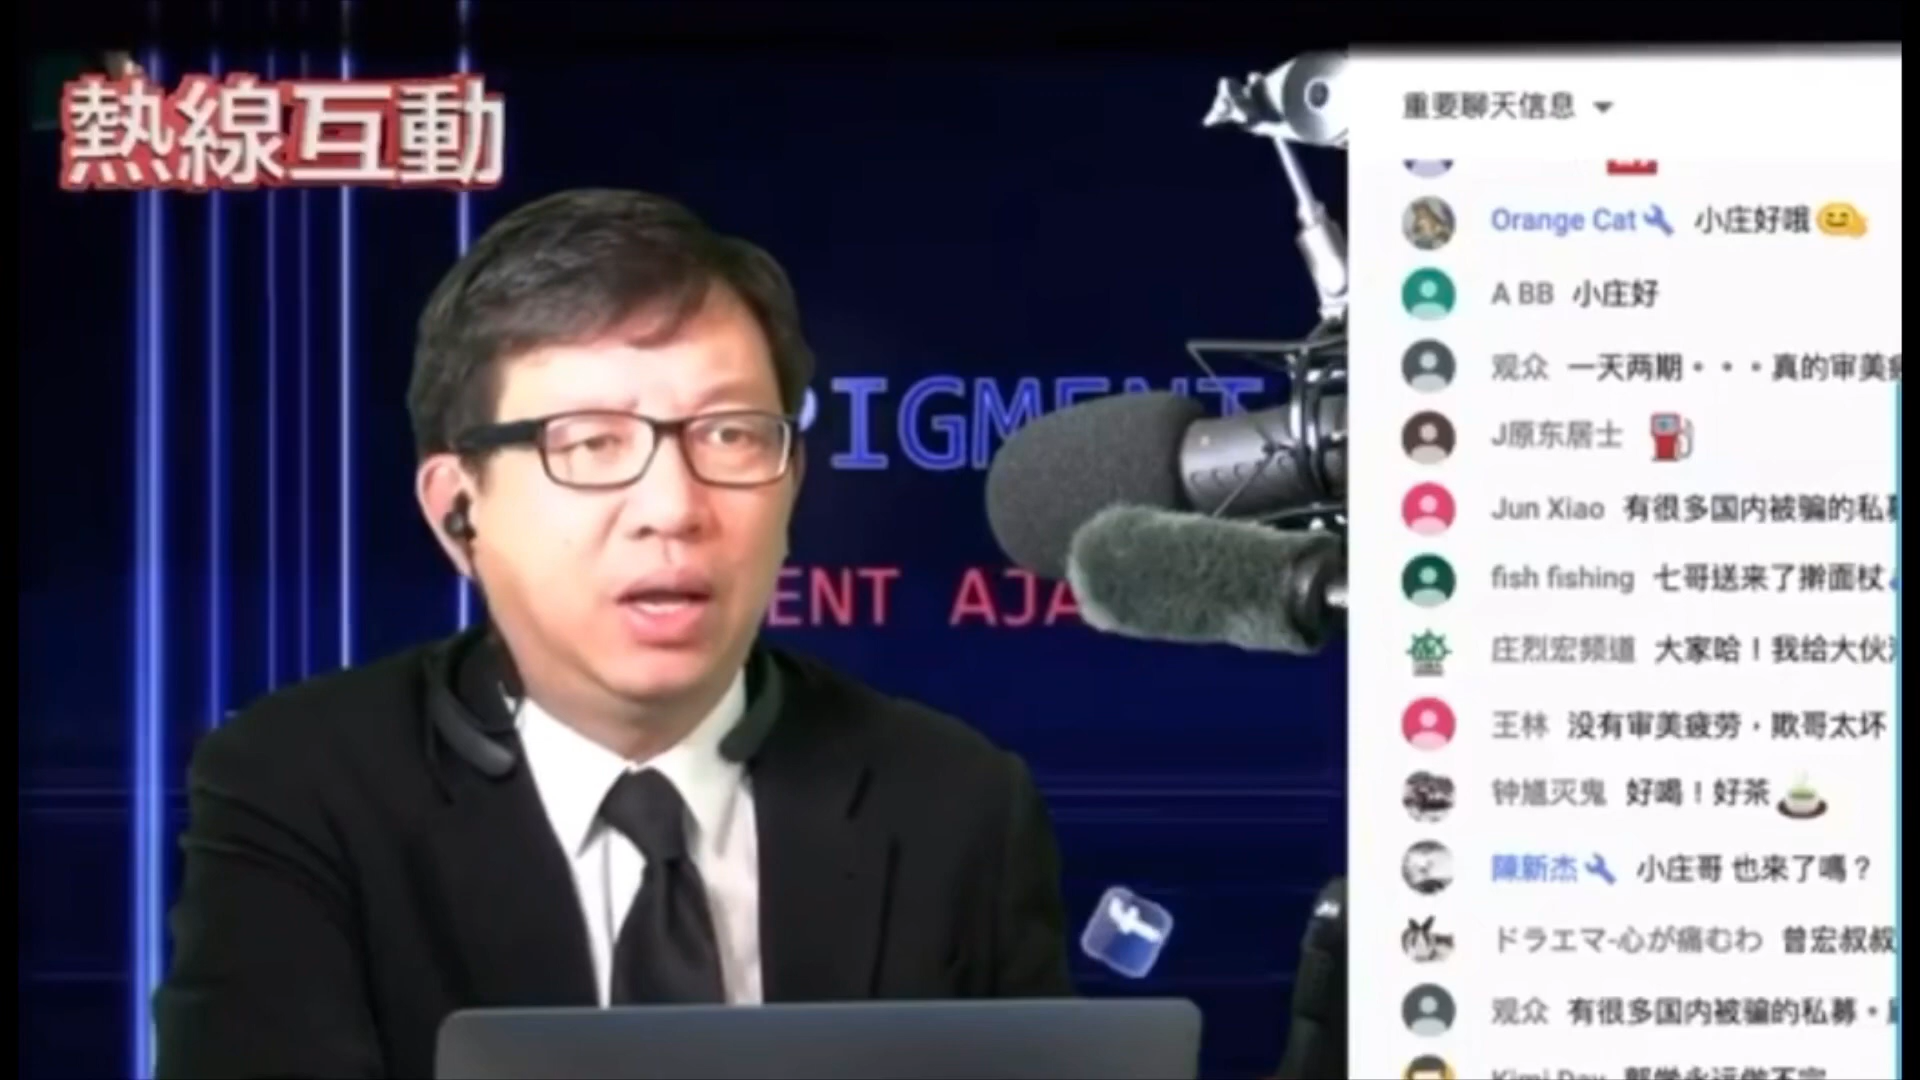 熱線互動
PIGMENT
ENT AJA
重要聊天信息
Orange Cat 小庄好哦
A BB 小庄好
观众 一天两期・・・真的审美
J原东居士
Jun Xiao 有很多国内被骗的私募
fish fishing 七哥送来了擀面杖
庄烈宏频道 大家哈！我给大伙
王林 没有审美疲劳，欺哥太坏
钟馗灭鬼 好喝！好茶
陳新杰 小庄哥 也來了嗎？
ドラエマ-心が痛むわ 曾宏叔叔
观众 有很多国内被骗的私募。
Kimi Day